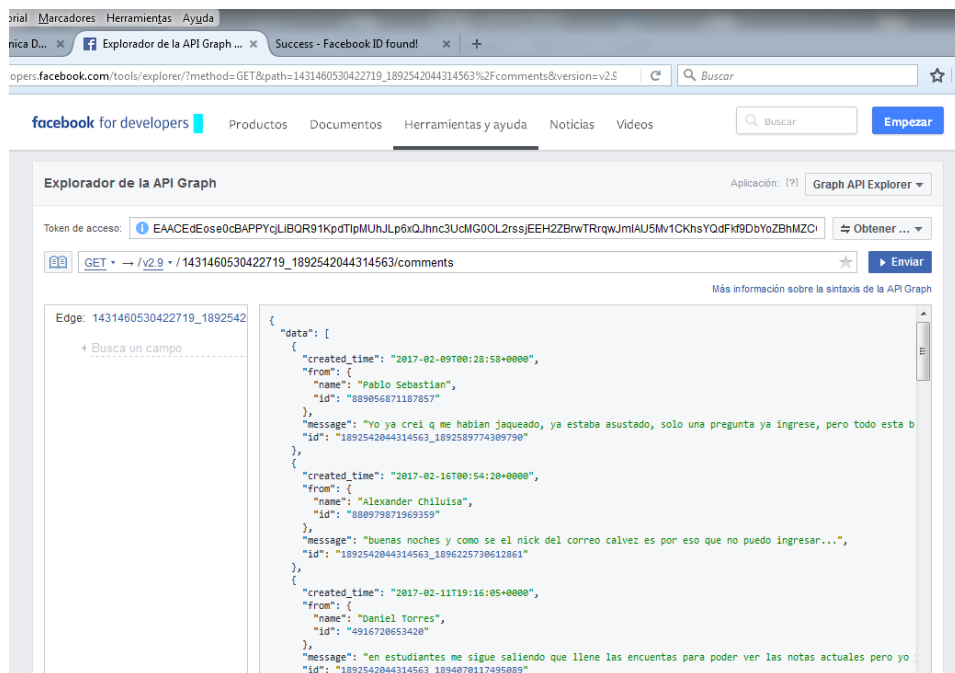 orial Marcadores Herramientas Ayuda
nica D... × Explorador de la API Graph ... × Success - Facebook ID found! × +
opers.facebook.com/tools/explorer/?method=GET&path=1431460530422719_1892542044314563%2Fcomments&version=v2.9 Buscar
facebook for developers Productos Documentos Herramientas y ayuda Noticias Videos Buscar Empezar
Explorador de la API Graph Aplicación: [?] Graph API Explorer
Token de acceso: EAACEdEose0cBAPPYcjLiBQR91KpdTlpMUhJLp6xQJhnc3UcMG0OL2rssjEEH2ZBrwTRrqwJmIAU5Mv1CKhsYQdFkf9DbYoZBhMZC Obtener ...
GET → /v2.9 /1431460530422719_1892542044314563/comments Enviar
Más información sobre la sintaxis de la API Graph
Edge: 1431460530422719_1892542
+ Busca un campo
{
"data": [
{
"created_time": "2017-02-09T00:28:58+0000",
"from": {
"name": "Pablo Sebastian",
"id": "889056871187857"
},
"message": "Yo ya crei q me habian jaqueado, ya estaba asustado, solo una pregunta ya ingrese, pero todo esta b
"id": "1892542044314563_1892589774309790"
},
{
"created_time": "2017-02-16T00:54:20+0000",
"from": {
"name": "Alexander Chiluisa",
"id": "880979871969359"
},
"message": "buenas noches y como se el nick del correo calvez es por eso que no puedo ingresar...",
"id": "1892542044314563_1896225730612861"
},
{
"created_time": "2017-02-11T19:16:05+0000",
"from": {
"name": "Daniel Torres",
"id": "4916720653420"
},
"message": "en estudiantes me sigue saliendo que llene las encuentas para poder ver las notas actuales pero yo
"id": "1892542044314563_1894070117495089"